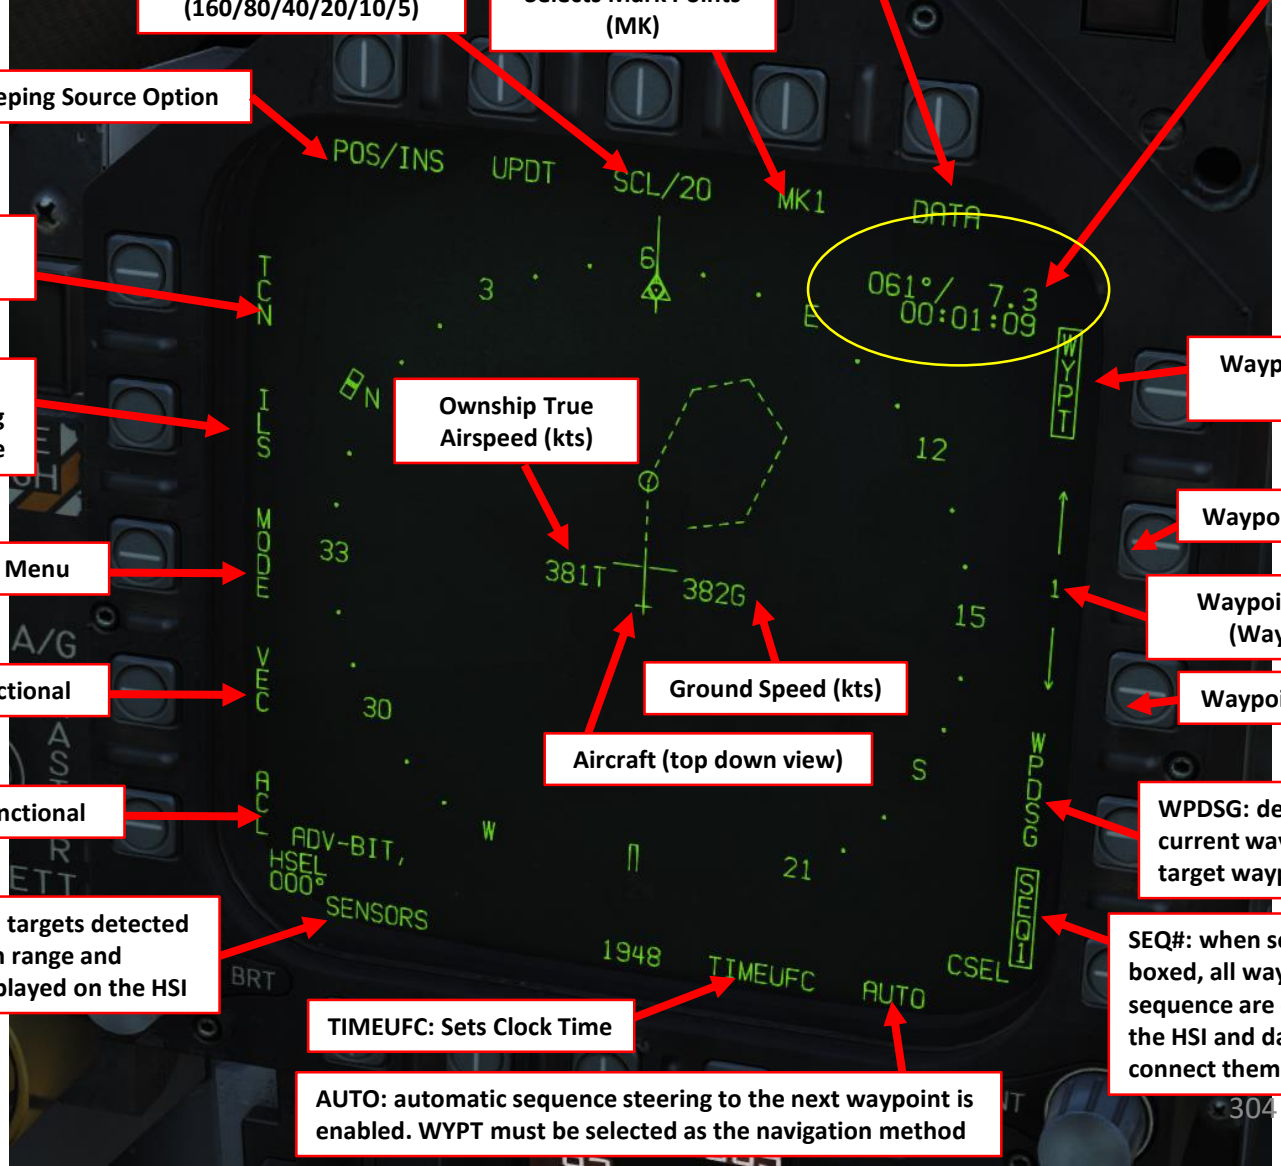 (160/80/40/20/10/5)
Selects Mark Points
(MK)
eping Source Option
POS/INS
UPDT
SCL/20
MK1
DATA
061°/ 7.3
00:01:09
TCN
ILS
MODE
VEC
ACL
3
6
E
12
15
S
21
W
30
33
N
WYPT
1
WPDSG
SEQ1
Ownship True
Airspeed (kts)
381T
382G
Ground Speed (kts)
Aircraft (top down view)
Menu
ctional
nctional
Wayp
Waypoi
Waypoi
(Way
Waypoi
WPDSG: de
current way
target wayp
SEQ#: when se
boxed, all way
sequence are
the HSI and da
connect them
ADV-BIT,
HSEL
000°
SENSORS
1948
TIMEUFC
AUTO
CSEL
targets detected
n range and
played on the HSI
BRT
A/G
TIMEUFC: Sets Clock Time
AUTO: automatic sequence steering to the next waypoint is
enabled. WYPT must be selected as the navigation method
304